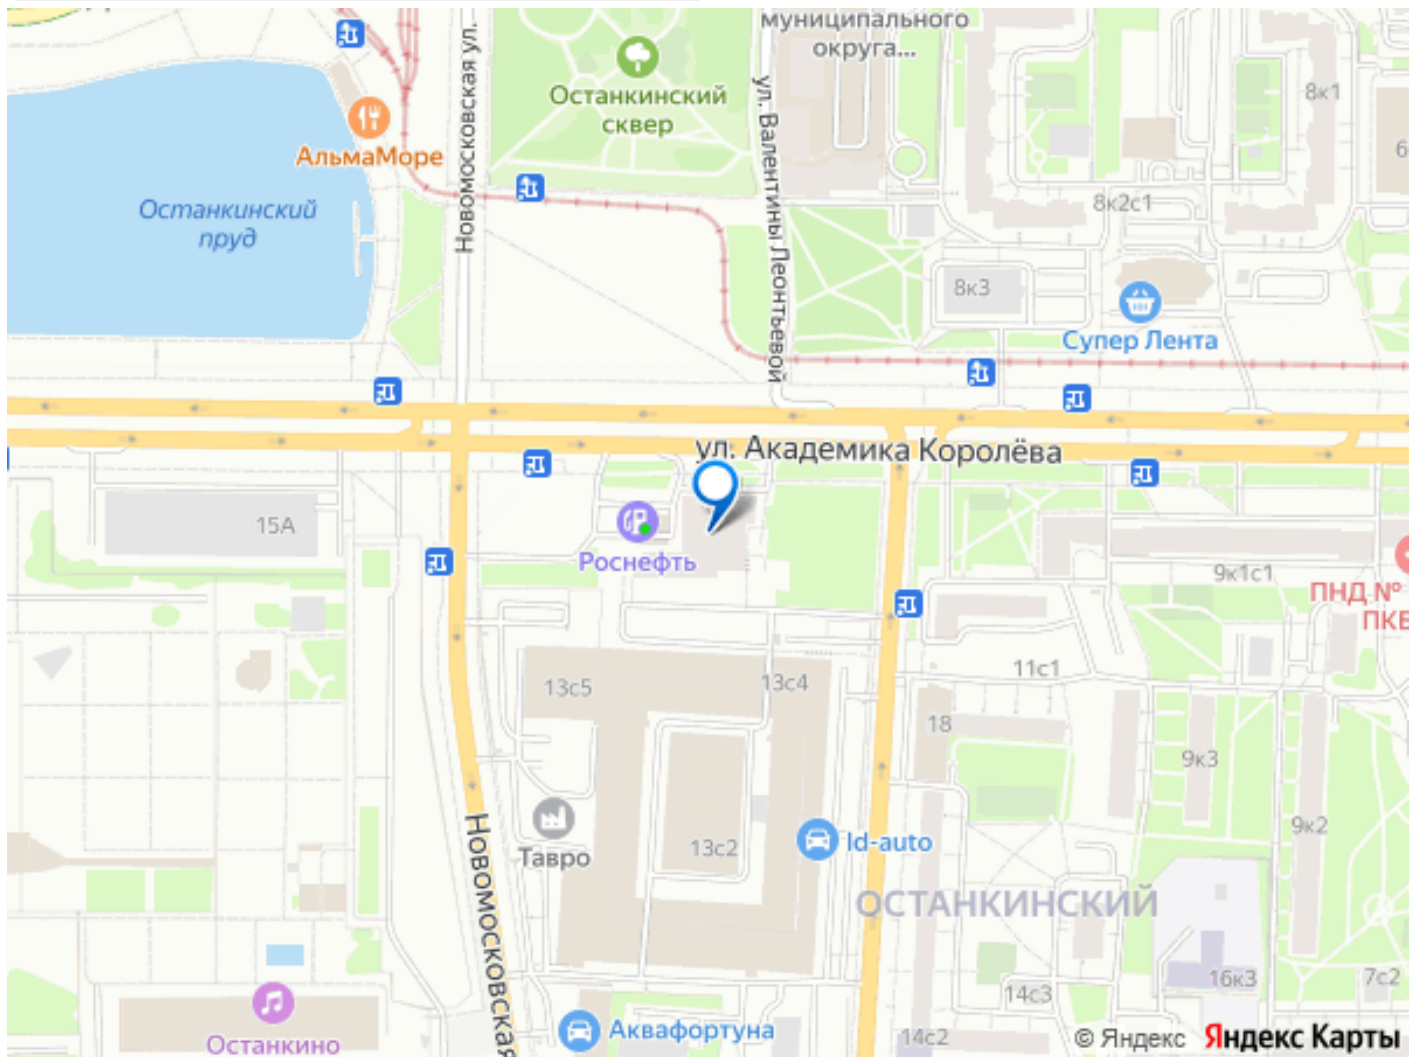 муниципального
округа...
Новомосковская ул.
ул. Валентины Леонтьевой
Останкинский
сквер
8к1
АльмаМоре
6
Останкинский
пруд
8к2с1
8к3
Супер Лента
ул. Академика Королёва
15А
Роснефть
9к1с1
ПНД №
ПКБ
11с1
13с5
13с4
18
9к3
13с2
Id-auto
9к2
Тавро
Новомосковская
ОСТАНКИНСКИЙ
16к3
7с2
14с3
Останкино
Аквафортуна
14с2
© Яндекс Яндекс Карты